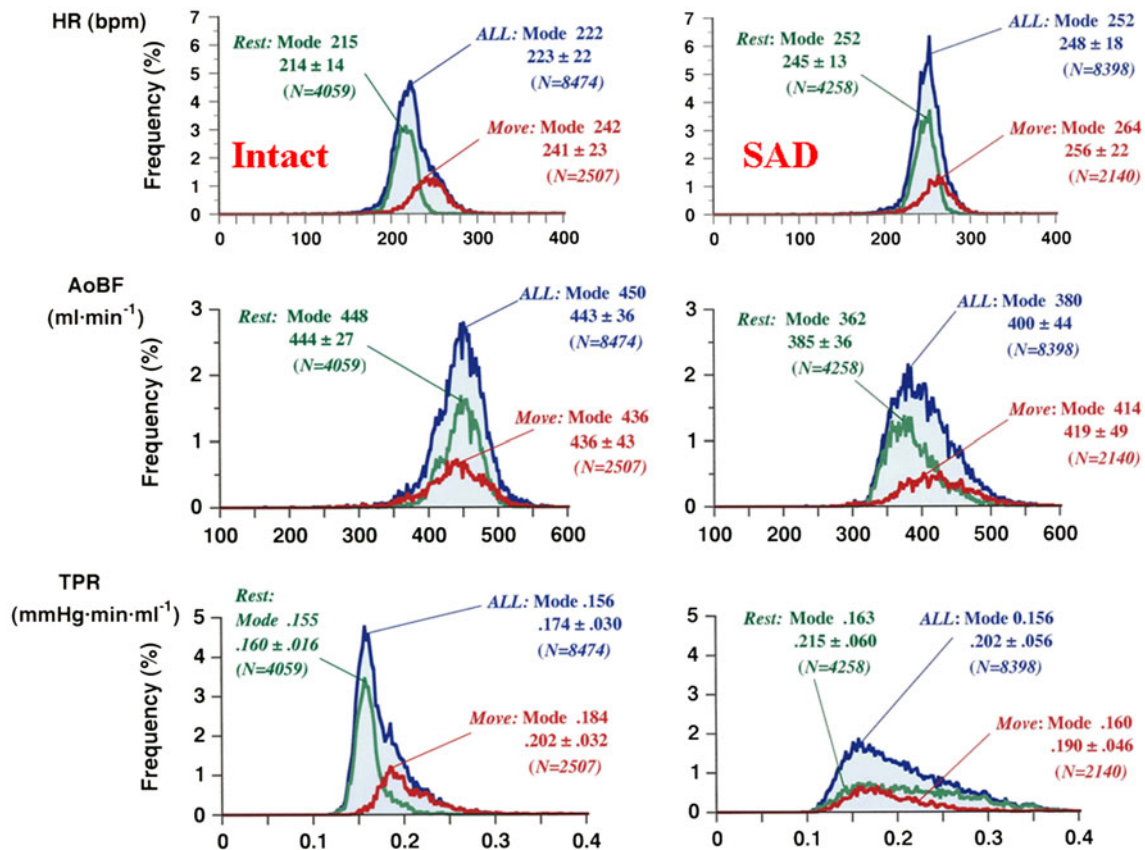 HR (bpm)
Frequency (%)
7
6
5
4
3
2
1
0
Rest: Mode 215
214 ± 14
(N=4059)
ALL: Mode 222
223 ± 22
(N=8474)
Move: Mode 242
241 ± 23
(N=2507)
Intact
0 100 200 300 400
Frequency (%)
7
6
5
4
3
2
1
0
Rest: Mode 252
245 ± 13
(N=4258)
ALL: Mode 252
248 ± 18
(N=8398)
Move: Mode 264
256 ± 22
(N=2140)
SAD
0 100 200 300 400
AoBF
(ml·min⁻¹)
Frequency (%)
3
2
1
0
Rest: Mode 448
444 ± 27
(N=4059)
ALL: Mode 450
443 ± 36
(N=8474)
Move: Mode 436
436 ± 43
(N=2507)
100 200 300 400 500 600
Frequency (%)
3
2
1
0
Rest: Mode 362
385 ± 36
(N=4258)
ALL: Mode 380
400 ± 44
(N=8398)
Move: Mode 414
419 ± 49
(N=2140)
100 200 300 400 500 600
TPR
(mmHg·min·ml⁻¹)
Frequency (%)
5
4
3
2
1
0
Rest:
Mode .155
.160 ± .016
(N=4059)
ALL: Mode .156
.174 ± .030
(N=8474)
Move: Mode .184
.202 ± .032
(N=2507)
0 0.1 0.2 0.3 0.4
Frequency (%)
5
4
3
2
1
0
Rest: Mode .163
.215 ± .060
(N=4258)
ALL: Mode 0.156
.202 ± .056
(N=8398)
Move: Mode .160
.190 ± .046
(N=2140)
0 0.1 0.2 0.3 0.4